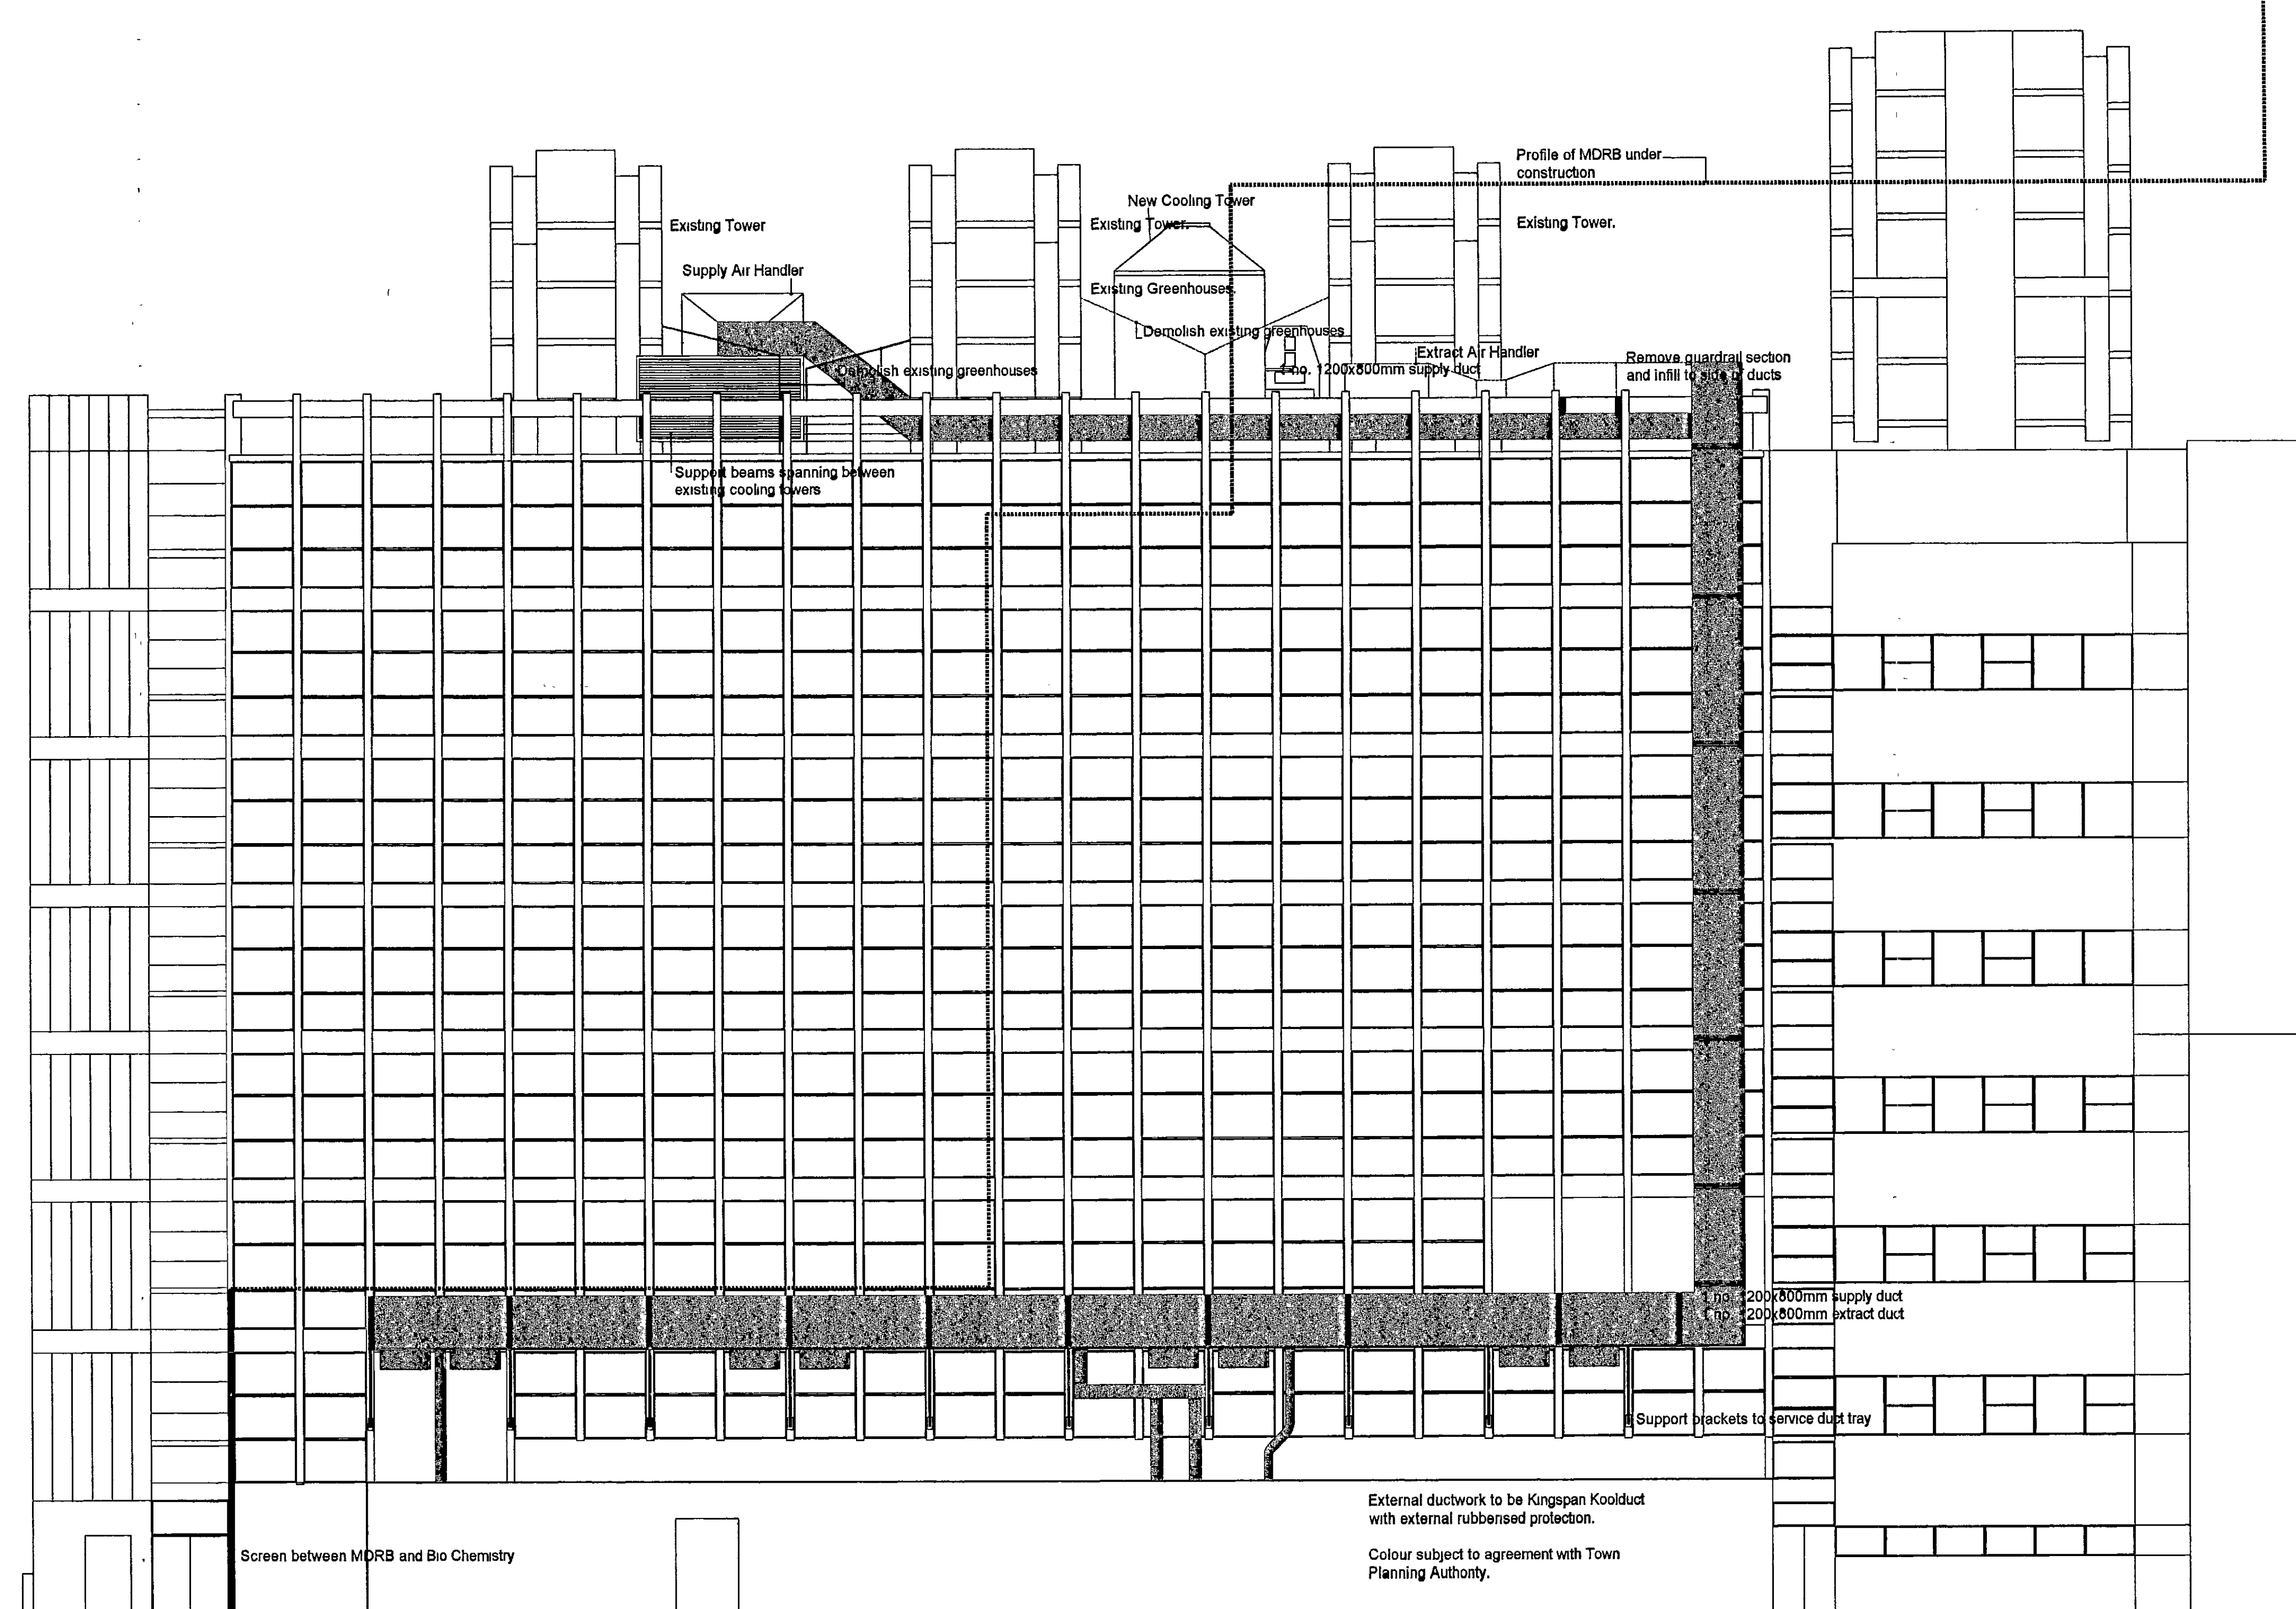 Profile of MDRB under
construction
New Cooling Tower
Existing Tower
Existing Tower.
Existing Tower.
Supply Air Handler
Existing Greenhouses.
Demolish existing greenhouses
Extract Air Handler
1 no. 1200x800mm supply duct
Remove guardrail section
and infill to side of ducts
Demolish existing greenhouses
Support beams spanning between
existing cooling towers
1 no. 1200x800mm supply duct
1 no. 1200x800mm extract duct
Support brackets to service duct tray
External ductwork to be Kingspan Koolduct
with external rubberised protection.
Colour subject to agreement with Town
Planning Authority.
Screen between MDRB and Bio Chemistry